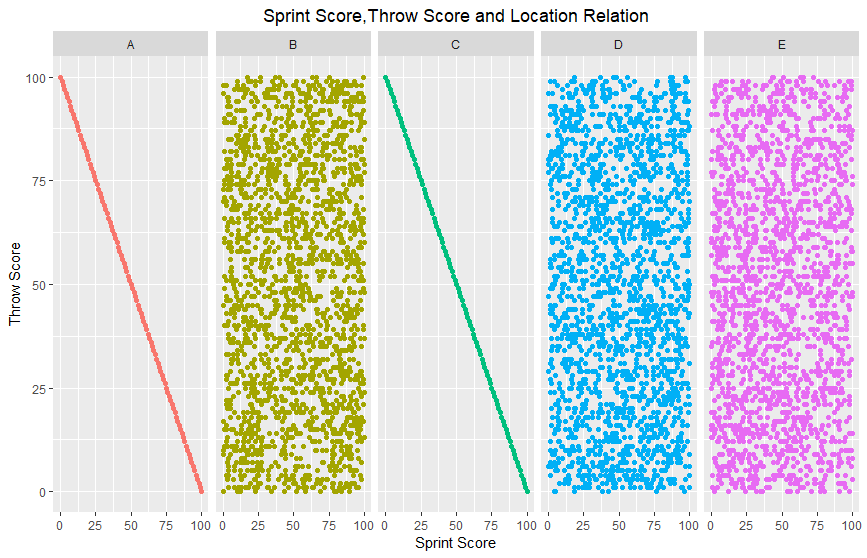 Sprint Score,Throw Score and Location Relation
A B C D E
Throw Score
100
75
50
25
0
0 25 50 75 100 0 25 50 75 100 0 25 50 75 100 0 25 50 75 100 0 25 50 75 100
Sprint Score